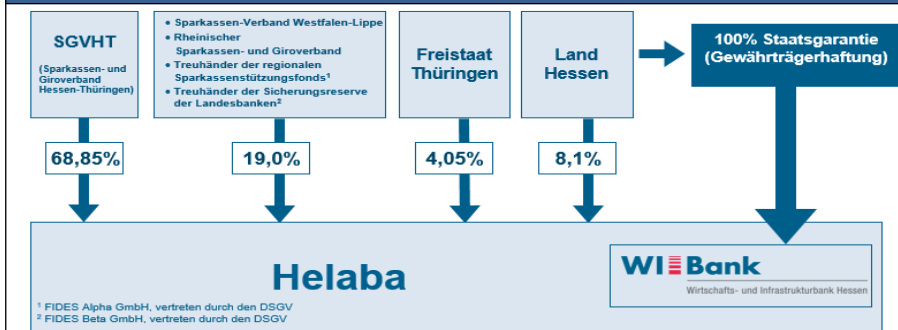 SGVHT
(Sparkassen- und
Giroverband
Hessen-Thüringen)
• Sparkassen-Verband Westfalen-Lippe
• Rheinischer
Sparkassen- und Giroverband
• Treuhänder der regionalen
Sparkassenstützungsfonds¹
• Treuhänder der Sicherungsreserve
der Landesbanken²
Freistaat
Thüringen
Land
Hessen
100% Staatsgarantie
(Gewährträgerhaftung)
68,85%
19,0%
4,05%
8,1%
Helaba
WIBank
Wirtschafts- und Infrastrukturbank Hessen
¹ FIDES Alpha GmbH, vertreten durch den DSGV
² FIDES Beta GmbH, vertreten durch den DSGV